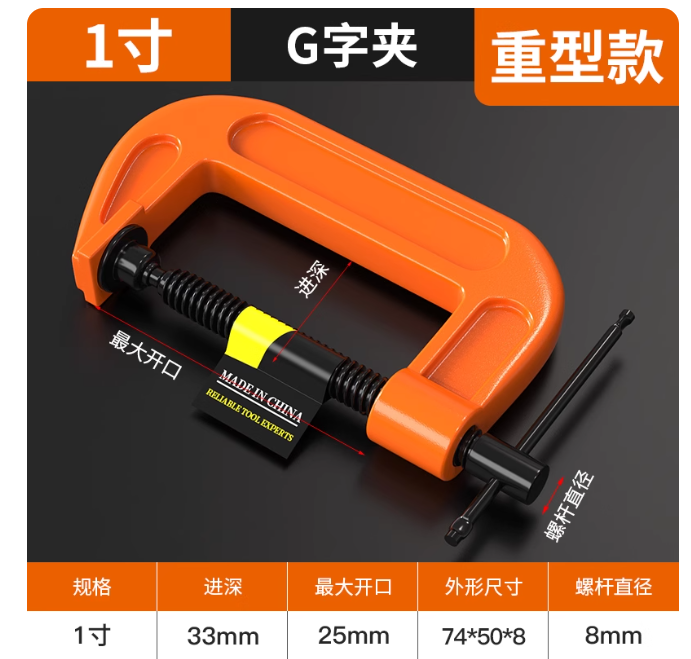 1寸
G字夹
重型款
进深
最大开口
MADE IN CHINA
RELIABLE TOOL EXPERTS
螺杆直径
规格 进深 最大开口 外形尺寸 螺杆直径
1寸 33mm 25mm 74*50*8 8mm